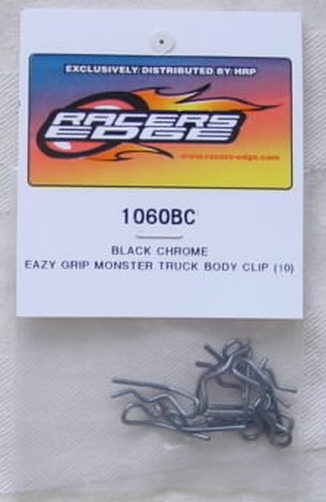 EXCLUSIVELY DISTRIBUTED BY HRP
RACERS
EDGE
www.racers-edge.com
1060BC
BLACK CHROME
EAZY GRIP MONSTER TRUCK BODY CLIP (10)